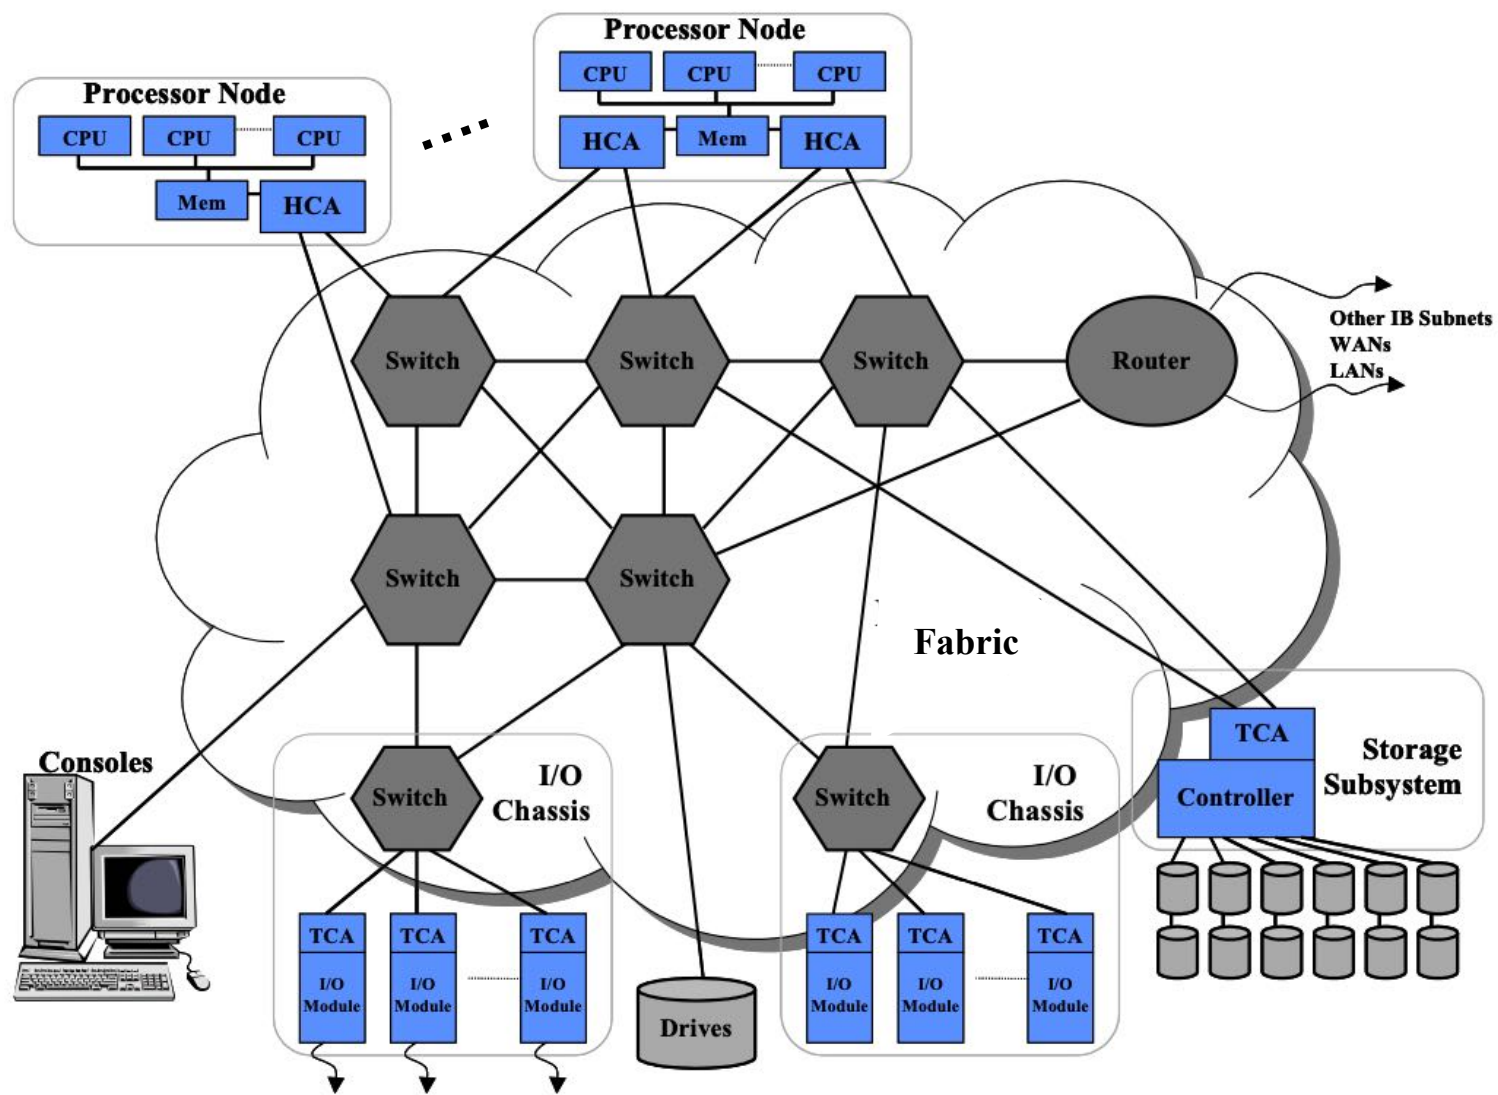 Processor Node
CPU CPU CPU
HCA Mem HCA
Processor Node
CPU CPU CPU
Mem HCA
Other IB Subnets
WANs
LANs
Switch Switch Switch Router
Switch Switch
Fabric
Consoles
Switch
I/O
Chassis
Switch
I/O
Chassis
TCA
Controller
Storage
Subsystem
TCA TCA TCA
I/O I/O I/O
Module Module Module
Drives
TCA TCA TCA
I/O I/O I/O
Module Module Module